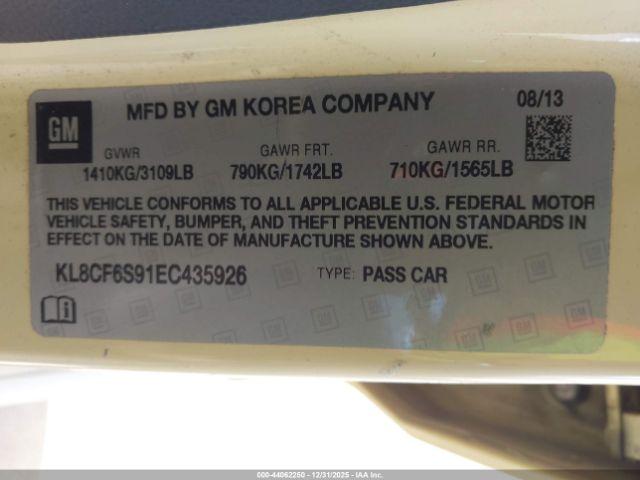 GM
MFD BY GM KOREA COMPANY
08/13
GVWR
GAWR FRT.
GAWR RR.
1410KG/3109LB
790KG/1742LB
710KG/1565LB
THIS VEHICLE CONFORMS TO ALL APPLICABLE U.S. FEDERAL MOTOR
VEHICLE SAFETY, BUMPER, AND THEFT PREVENTION STANDARDS IN
EFFECT ON THE DATE OF MANUFACTURE SHOWN ABOVE.
KL8CF6S91EC435926
TYPE: PASS CAR
000-44062250 - 12/31/2025 - IAAI.COM